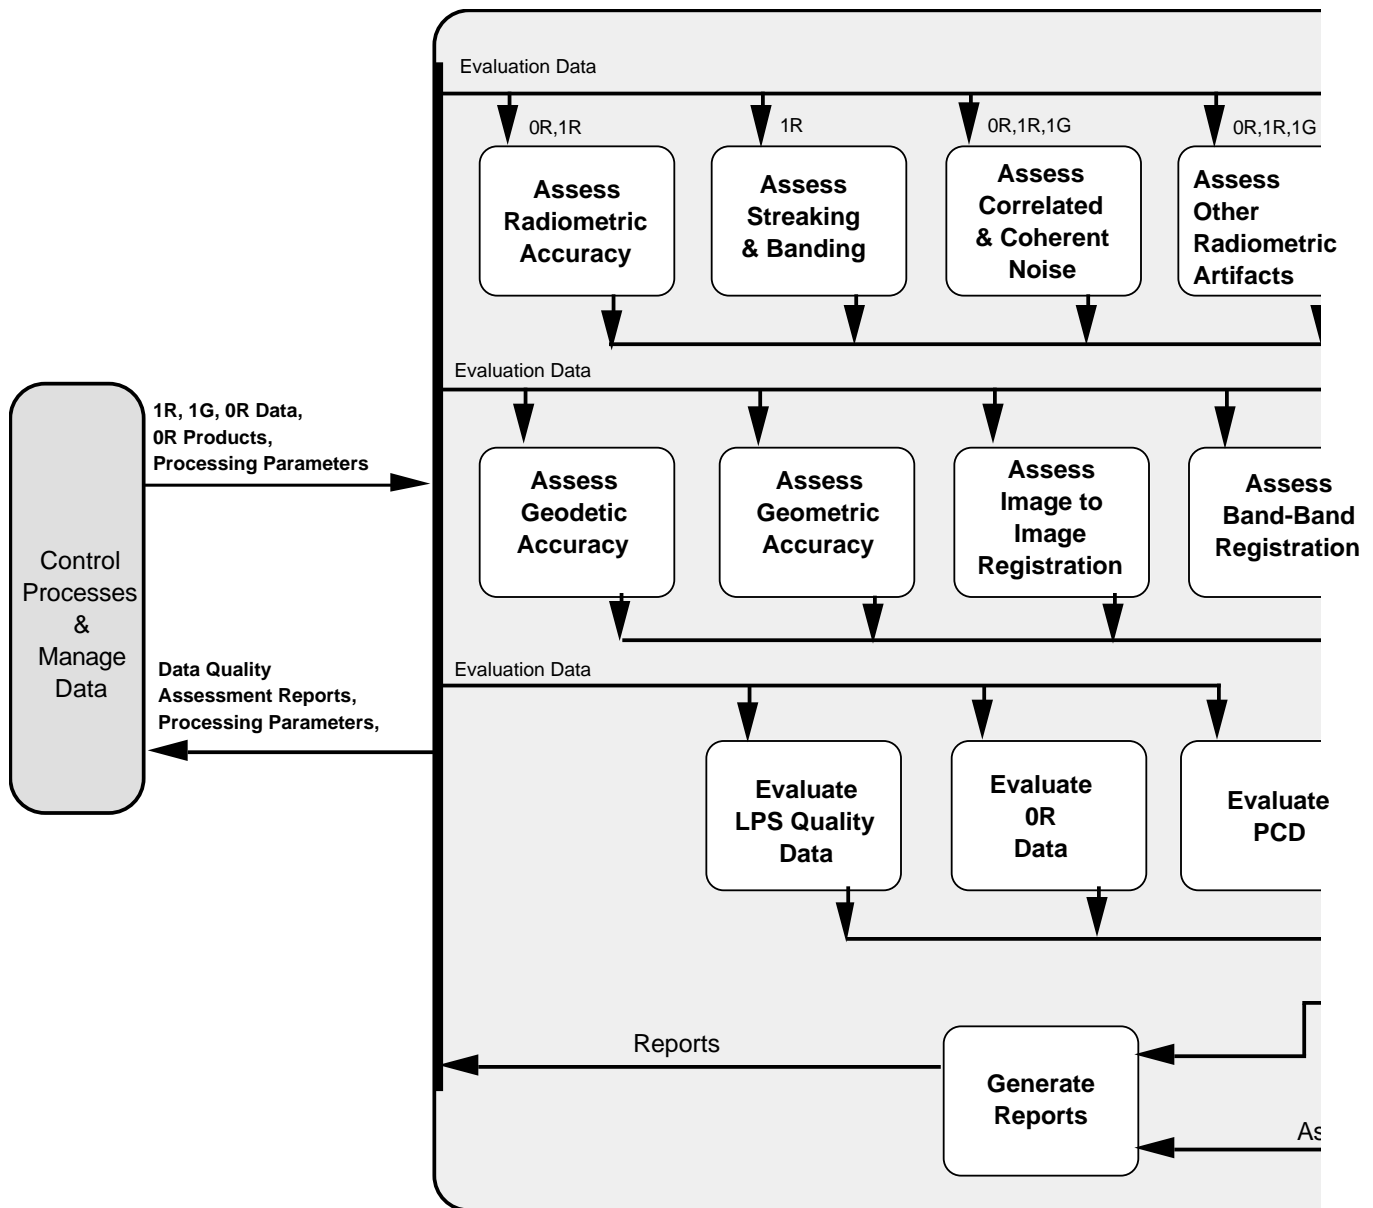 Evaluation Data
0R,1R
1R
0R,1R,1G
0R,1R,1G
Assess
Radiometric
Accuracy
Assess
Streaking
& Banding
Assess
Correlated
& Coherent
Noise
Assess
Other
Radiometric
Artifacts
Evaluation Data
1R, 1G, 0R Data,
0R Products,
Processing Parameters
Assess
Geodetic
Accuracy
Assess
Geometric
Accuracy
Assess
Image to
Image
Registration
Assess
Band-Band
Registration
Control
Processes
&
Manage
Data
Data Quality
Assessment Reports,
Processing Parameters,
Evaluation Data
Evaluate
LPS Quality
Data
Evaluate
0R
Data
Evaluate
PCD
Reports
Generate
Reports